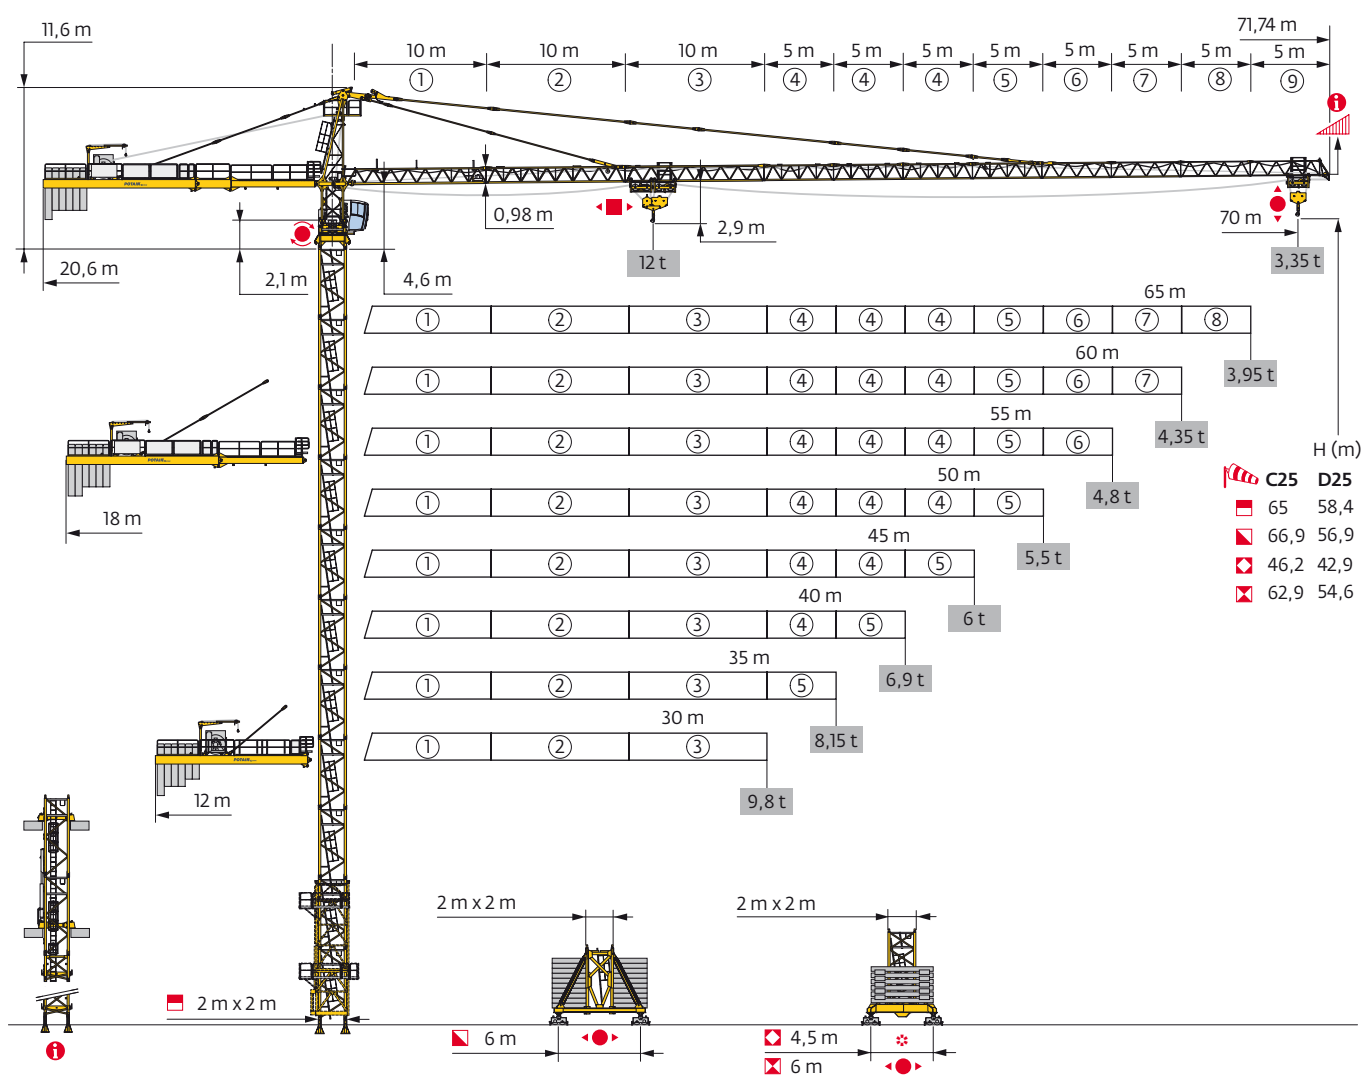 11,6 m
71,74 m
10 m 10 m 10 m 5 m 5 m 5 m 5 m 5 m 5 m 5 m 5 m
1 2 3 4 4 4 5 6 7 8 9
i
POTAIN
0,98 m
2,9 m
70 m
12 t
3,35 t
20,6 m
2,1 m
4,6 m
65 m
1 2 3 4 4 4 5 6 7 8
3,95 t
60 m
1 2 3 4 4 4 5 6 7
4,35 t
55 m
1 2 3 4 4 4 5 6
4,8 t
50 m
1 2 3 4 4 4 5
5,5 t
45 m
1 2 3 4 4 5
6 t
40 m
1 2 3 4 5
6,9 t
35 m
1 2 3 5
8,15 t
30 m
1 2 3
9,8 t
H (m)
C25 D25
65 58,4
66,9 56,9
46,2 42,9
62,9 54,6
POTAIN
18 m
POTAIN
12 m
2 m x 2 m
2 m x 2 m
2 m x 2 m
6 m
4,5 m
6 m
i